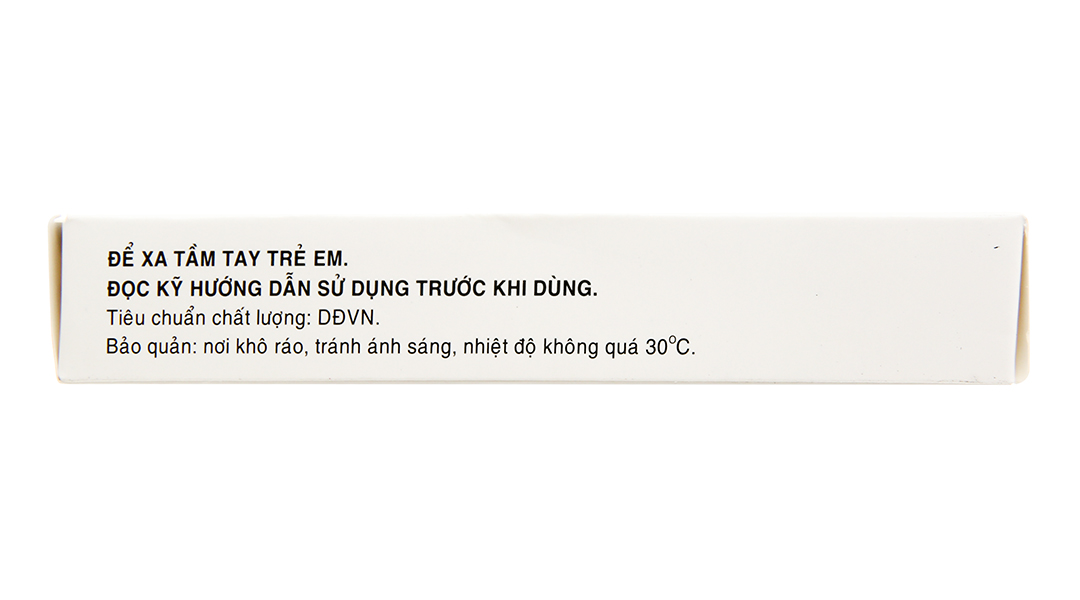 ĐỂ XA TẦM TAY TRẺ EM.
ĐỌC KỸ HƯỚNG DẪN SỬ DỤNG TRƯỚC KHI DÙNG.
Tiêu chuẩn chất lượng: DĐVN.
Bảo quản: nơi khô ráo, tránh ánh sáng, nhiệt độ không quá 30°C.